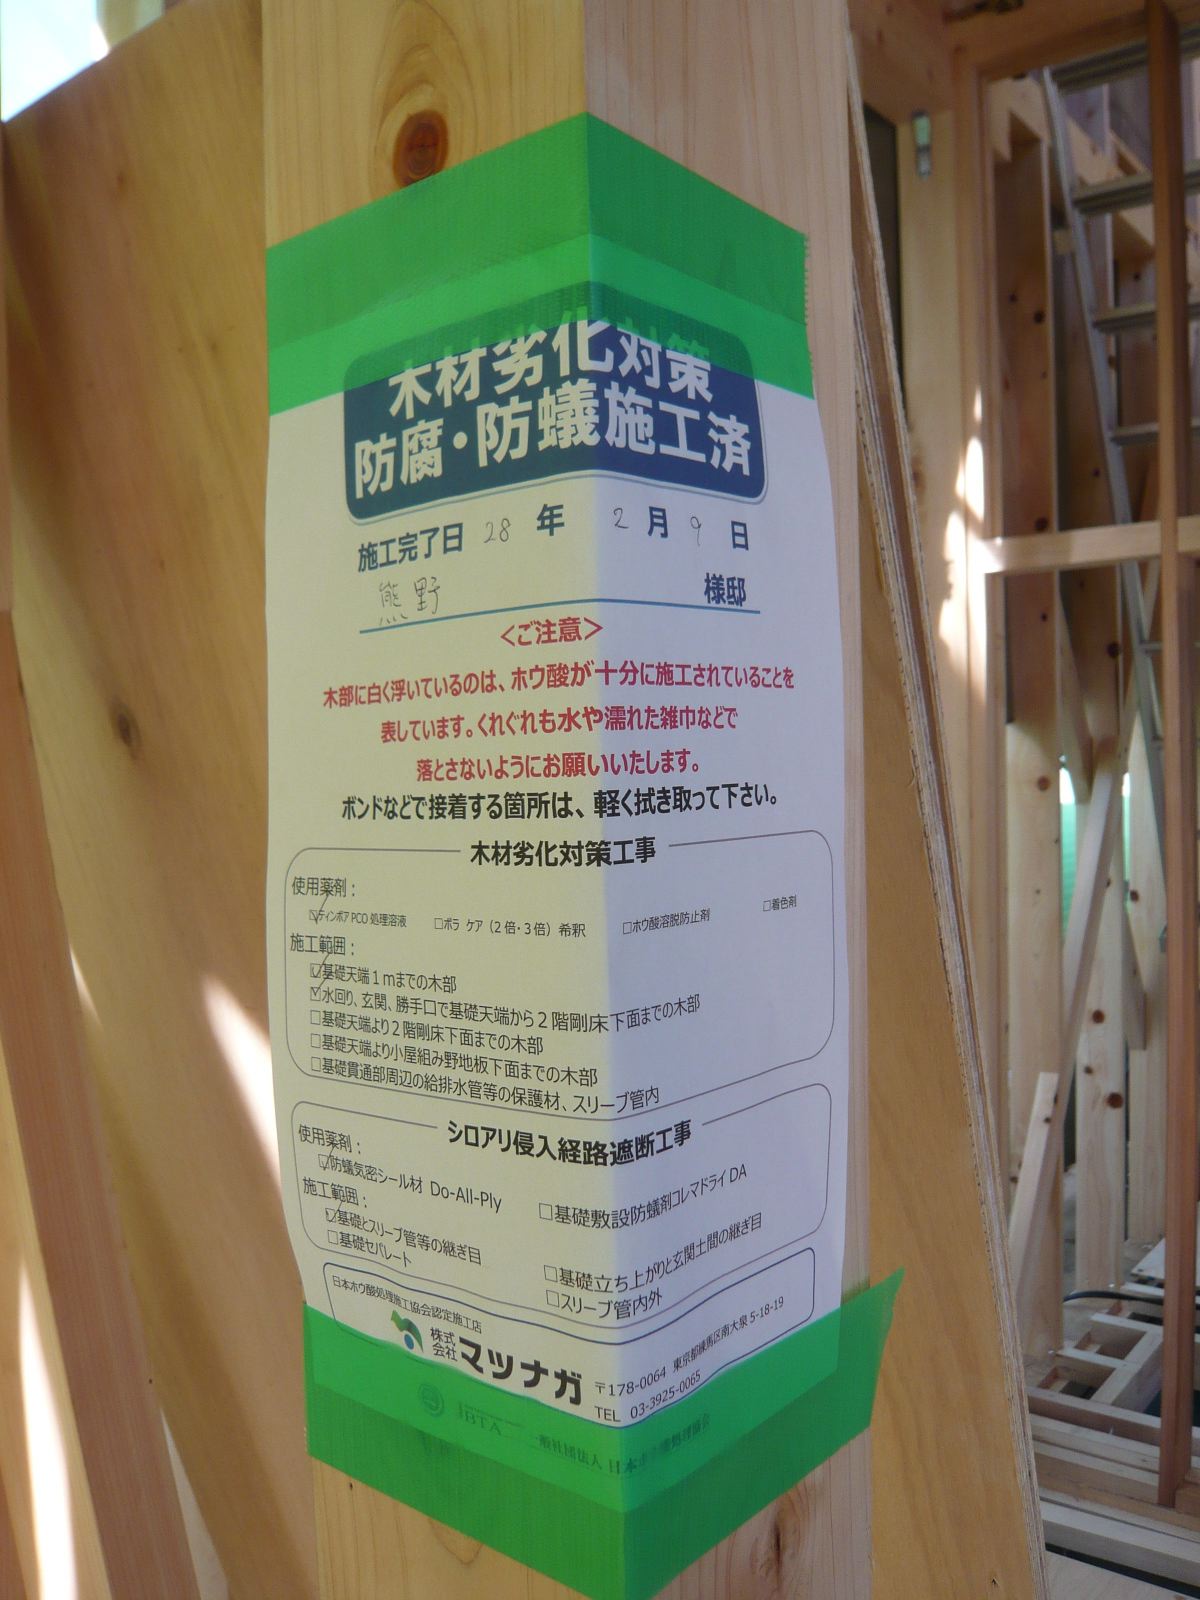 木材劣化対策
防腐・防蟻施工済
施工完了日 28 年 2 月 9 日
熊野 様邸
＜ご注意＞
木部に白く浮いているのは、ホウ酸が十分に施工されていることを
表しています。くれぐれも水や濡れた雑巾などで
落とさないようにお願いいたします。
ボンドなどで接着する箇所は、軽く拭き取って下さい。
木材劣化対策工事
使用薬剤：
☑ティンボア PCO 処理溶液 □ボラ ケア（２倍・３倍）希釈 □ホウ酸溶脱防止剤 □着色剤
施工範囲：
☑基礎天端１ｍまでの木部
☑水回り、玄関、勝手口で基礎天端から２階剛床下面までの木部
□基礎天端より２階剛床下面までの木部
□基礎天端より小屋組み野地板下面までの木部
□基礎貫通部周辺の給排水管等の保護材、スリーブ管内
シロアリ侵入経路遮断工事
使用薬剤：
☑防蟻気密シール材 Do-All-Ply □基礎敷設防蟻剤コレマドライ DA
施工範囲：
☑基礎とスリーブ管等の継ぎ目 □基礎立ち上がりと玄関土間の継ぎ目
□基礎セパレート □スリーブ管内外
日本ホウ酸処理施工協会認定施工店
株式会社 マツナガ 〒178-0064 東京都練馬区南大泉 5-18-19
TEL 03-3925-0065
JBTA 一般社団法人 日本 処理協会